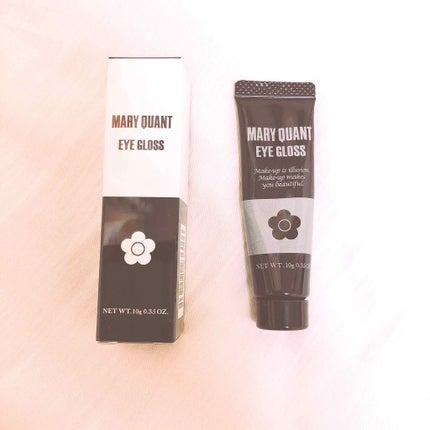 MARY QUANT
EYE GLOSS
NET WT. 10g 0.35 OZ.
MARY QUANT
EYE GLOSS
Make-up is illusion.
Make-up makes
you beautiful.
NET WT. 10g 0.35 O